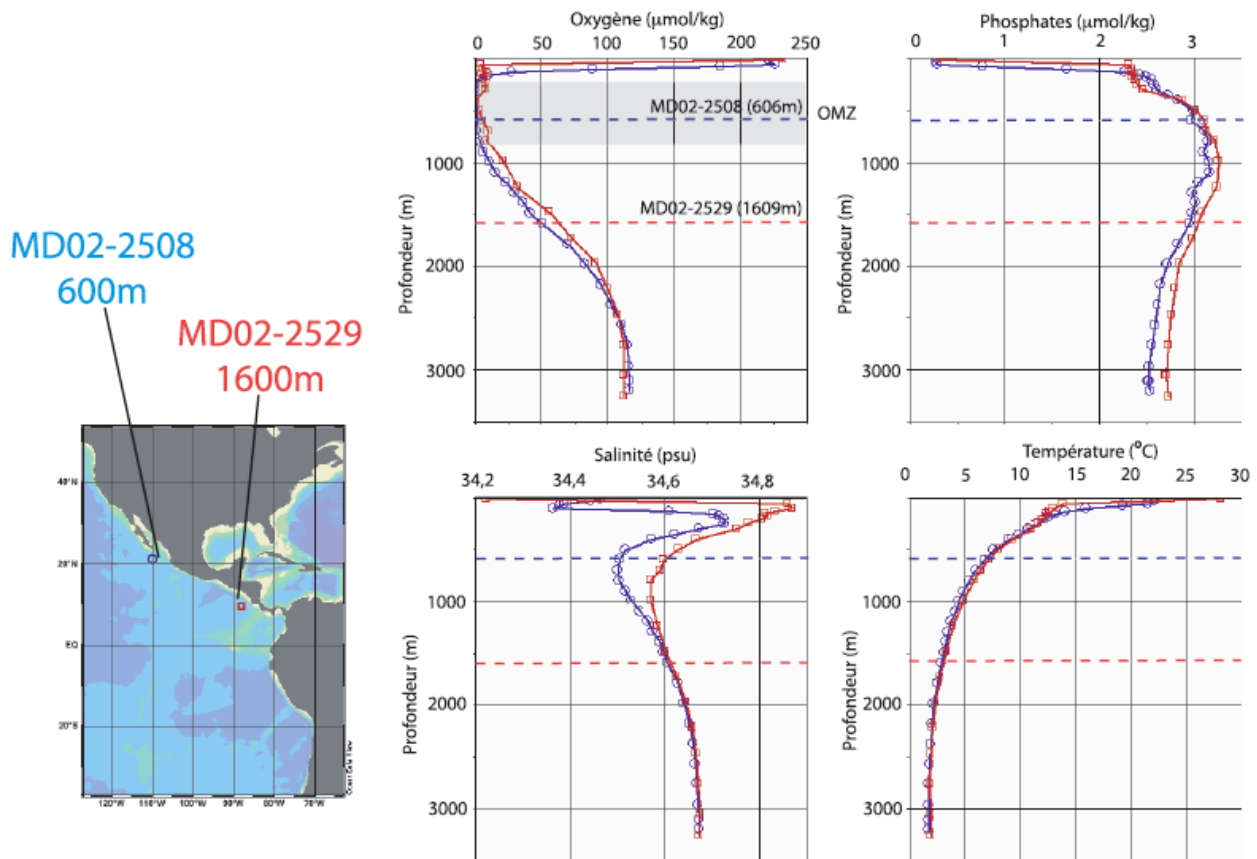 MD02-2508
600m
MD02-2529
1600m
40°N
20°N
EQ
20°S
120°W 110°W 100°W 90°W 80°W 70°W
Ocean Data View
Oxygène (μmol/kg)
0 50 100 150 200 250
MD02-2508 (606m)
OMZ
MD02-2529 (1609m)
1000
2000
3000
Profondeur (m)
Phosphates (μmol/kg)
0 1 2 3
1000
2000
3000
Profondeur (m)
Salinité (psu)
34,2 34,4 34,6 34,8
1000
2000
3000
Profondeur (m)
Température (°C)
0 5 10 15 20 25 30
1000
2000
3000
Profondeur (m)